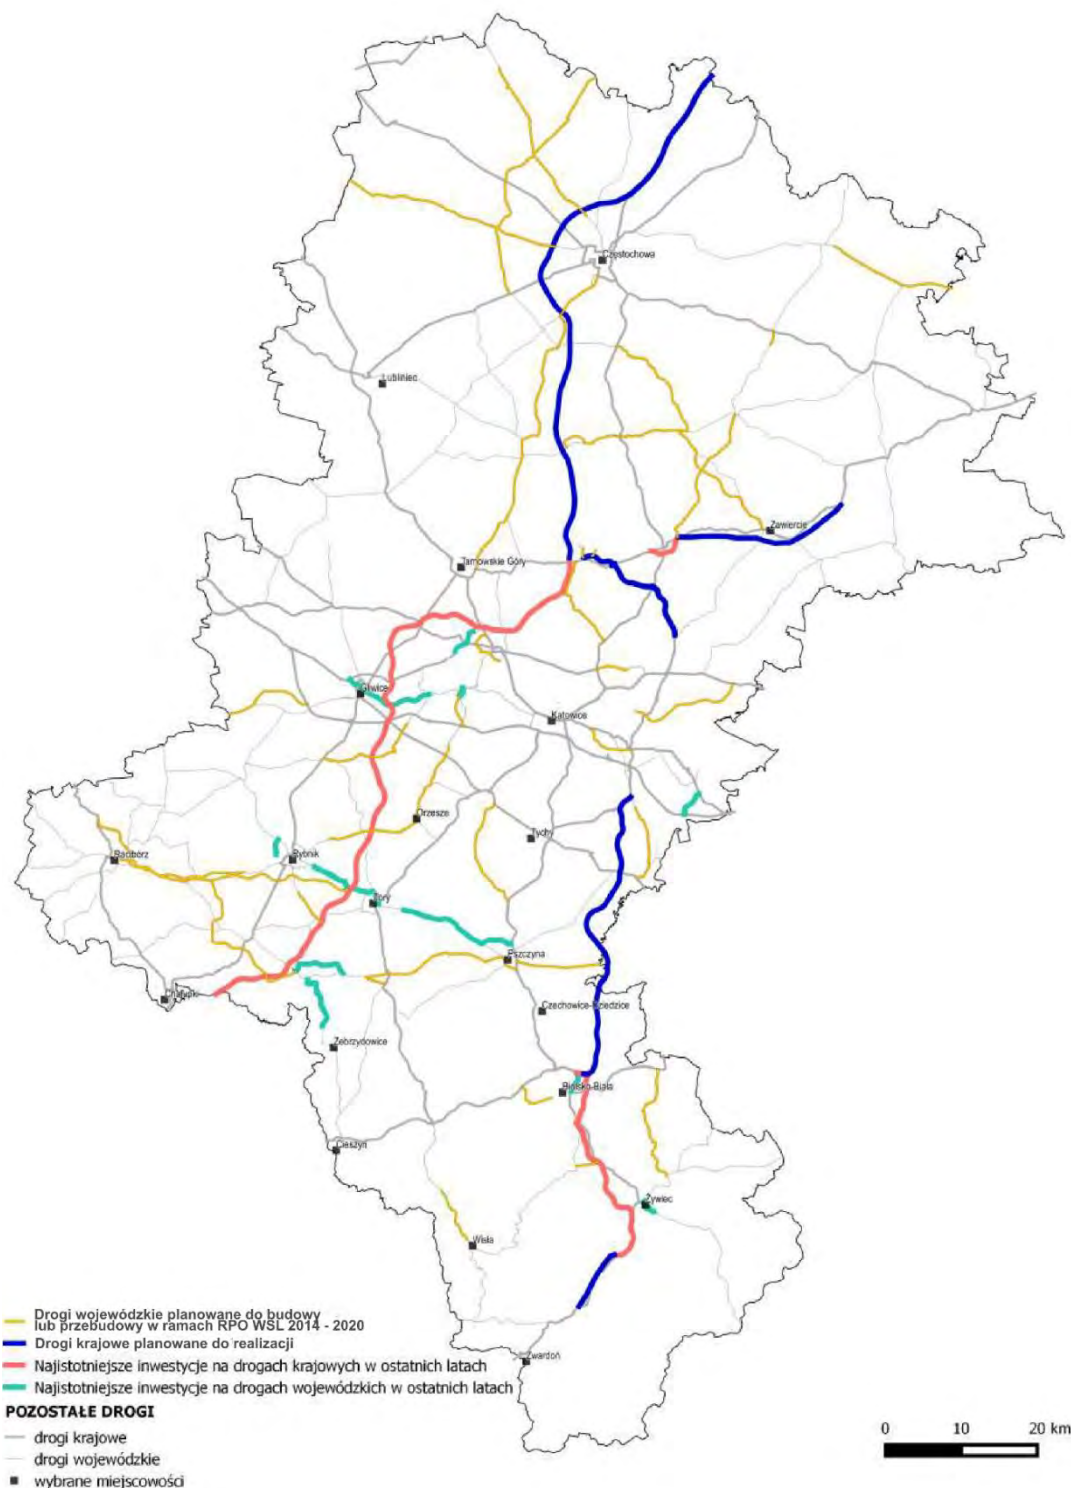 Częstochowa
Lubliniec
Zawiercie
Tarnowskie Góry
Gliwice
Katowice
Orzesze
Tychy
Racibórz
Rybnik
Żory
Pszczyna
Chałupki
Czechowice-Dziedzice
Zebrzydowice
Bielsko-Biała
Cieszyn
Żywiec
Wisła
Zwardoń
Drogi wojewódzkie planowane do budowy
lub przebudowy w ramach RPO WSL 2014 - 2020
Drogi krajowe planowane do realizacji
Najistotniejsze inwestycje na drogach krajowych w ostatnich latach
Najistotniejsze inwestycje na drogach wojewódzkich w ostatnich latach
POZOSTAŁE DROGI
drogi krajowe
drogi wojewódzkie
wybrane miejscowości
0 10 20 km